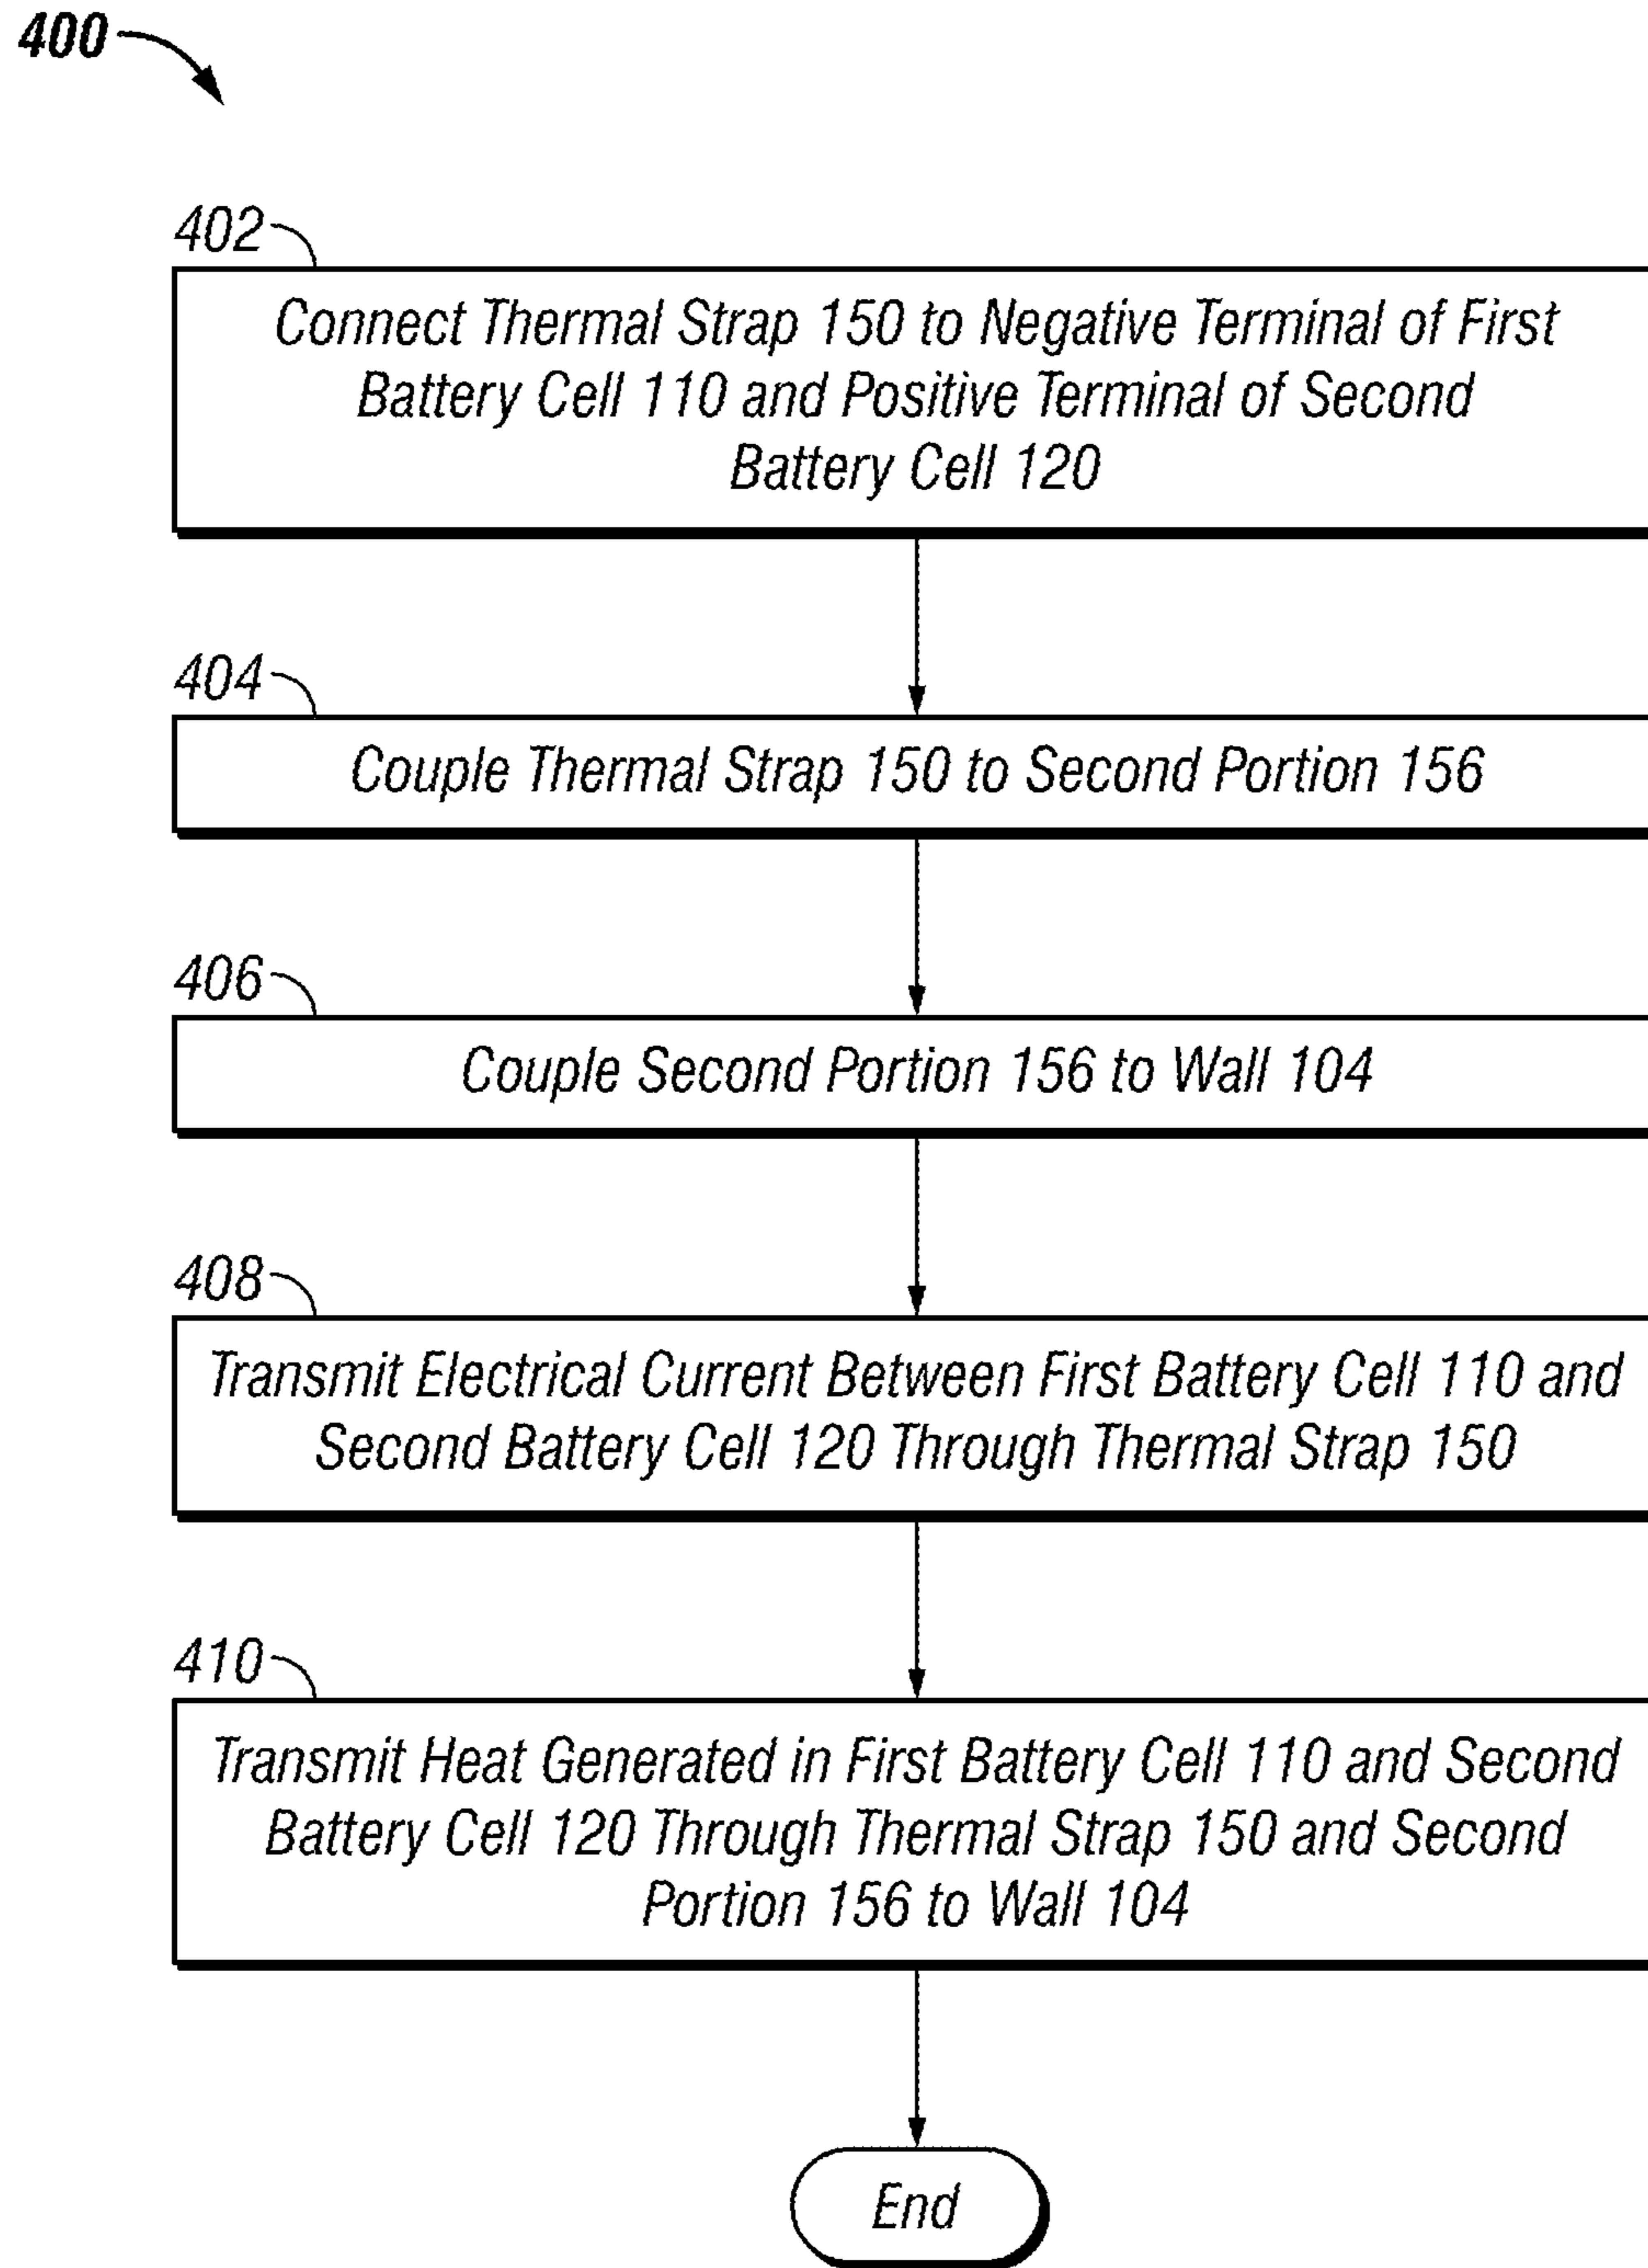 400
402
Connect Thermal Strap 150 to Negative Terminal of First
Battery Cell 110 and Positive Terminal of Second
Battery Cell 120
404
Couple Thermal Strap 150 to Second Portion 156
406
Couple Second Portion 156 to Wall 104
408
Transmit Electrical Current Between First Battery Cell 110 and
Second Battery Cell 120 Through Thermal Strap 150
410
Transmit Heat Generated in First Battery Cell 110 and Second
Battery Cell 120 Through Thermal Strap 150 and Second
Portion 156 to Wall 104
End